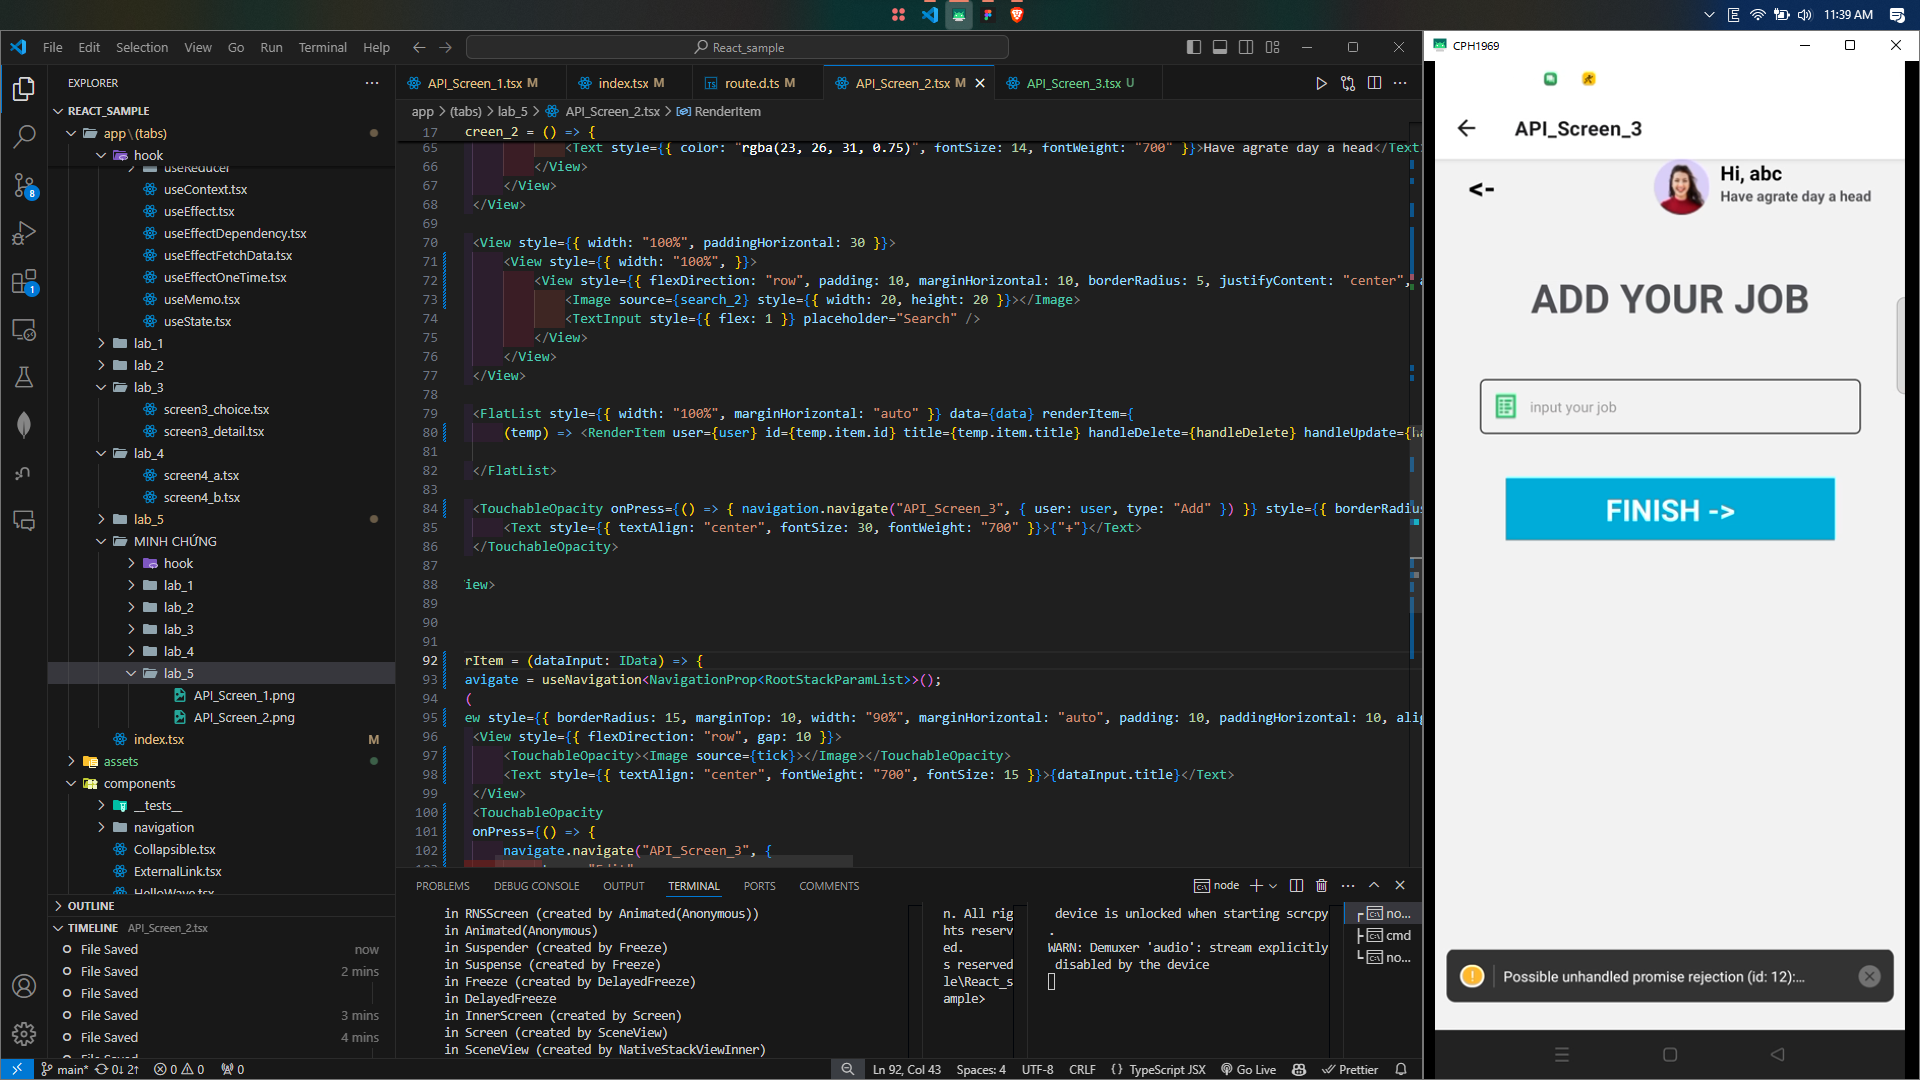 11:39 AM
File Edit Selection View Go Run Terminal Help
React_sample
CPH1969
EXPLORER
API_Screen_1.tsx M
index.tsx M
route.d.ts M
API_Screen_2.tsx M
API_Screen_3.tsx U
app > (tabs) > lab_5 > API_Screen_2.tsx > RenderItem
REACT_SAMPLE
app \ (tabs)
hook
useReducer
useContext.tsx
useEffect.tsx
useEffectDependency.tsx
useEffectFetchData.tsx
useEffectOneTime.tsx
useMemo.tsx
useState.tsx
lab_1
lab_2
lab_3
screen3_choice.tsx
screen3_detail.tsx
lab_4
screen4_a.tsx
screen4_b.tsx
lab_5
MINH CHỨNG
hook
lab_1
lab_2
lab_3
lab_4
lab_5
API_Screen_1.png
API_Screen_2.png
index.tsx M
assets
components
__tests__
navigation
Collapsible.tsx
ExternalLink.tsx
HelloWave.tsx
OUTLINE
TIMELINE API_Screen_2.tsx
File Saved now
File Saved 2 mins
File Saved
File Saved 3 mins
File Saved 4 mins
8
1
17 creen_2 = () => {
65 <Text style={{ color: "rgba(23, 26, 31, 0.75)", fontSize: 14, fontWeight: "700" }}>Have agrate day a head</Text
66 </View>
67 </View>
68 </View>
69
70 <View style={{ width: "100%", paddingHorizontal: 30 }}>
71 <View style={{ width: "100%", }}>
72 <View style={{ flexDirection: "row", padding: 10, marginHorizontal: 10, borderRadius: 5, justifyContent: "center",
73 <Image source={search_2} style={{ width: 20, height: 20 }}></Image>
74 <TextInput style={{ flex: 1 }} placeholder="Search" />
75 </View>
76 </View>
77 </View>
78
79 <FlatList style={{ width: "100%", marginHorizontal: "auto" }} data={data} renderItem={
80 (temp) => <RenderItem user={user} id={temp.item.id} title={temp.item.title} handleDelete={handleDelete} handleUpdate={h
81
82 </FlatList>
83
84 <TouchableOpacity onPress={() => { navigation.navigate("API_Screen_3", { user: user, type: "Add" }) }} style={{ borderRadiu
85 <Text style={{ textAlign: "center", fontSize: 30, fontWeight: "700" }}>{"+"}</Text>
86 </TouchableOpacity>
87
88 iew>
89
90
91
92 rItem = (dataInput: IData) => {
93 avigate = useNavigation<NavigationProp<RootStackParamList>>();
94 (
95 ew style={{ borderRadius: 15, marginTop: 10, width: "90%", marginHorizontal: "auto", padding: 10, paddingHorizontal: 10, alig
96 <View style={{ flexDirection: "row", gap: 10 }}>
97 <TouchableOpacity><Image source={tick}></Image></TouchableOpacity>
98 <Text style={{ textAlign: "center", fontWeight: "700", fontSize: 15 }}>{dataInput.title}</Text>
99 </View>
100 <TouchableOpacity
101 onPress={() => {
102 navigate.navigate("API_Screen_3", {
PROBLEMS DEBUG CONSOLE OUTPUT TERMINAL PORTS COMMENTS
node
in RNSScreen (created by Animated(Anonymous))
in Animated(Anonymous)
in Suspender (created by Freeze)
in Suspense (created by Freeze)
in Freeze (created by DelayedFreeze)
in DelayedFreeze
in InnerScreen (created by Screen)
in Screen (created by SceneView)
in SceneView (created by NativeStackViewInner)
n. All rig
hts reserv
ed.
s reserved
le\React_s
ample>
device is unlocked when starting scrcpy
.
WARN: Demuxer 'audio': stream explicitly
disabled by the device
no...
cmd
no...
main* 0↓ 2↑ 0 0 0
Ln 92, Col 43 Spaces: 4 UTF-8 CRLF {} TypeScript JSX Go Live Prettier
API_Screen_3
<-
Hi, abc
Have agrate day a head
ADD YOUR JOB
input your job
FINISH ->
Possible unhandled promise rejection (id: 12):...